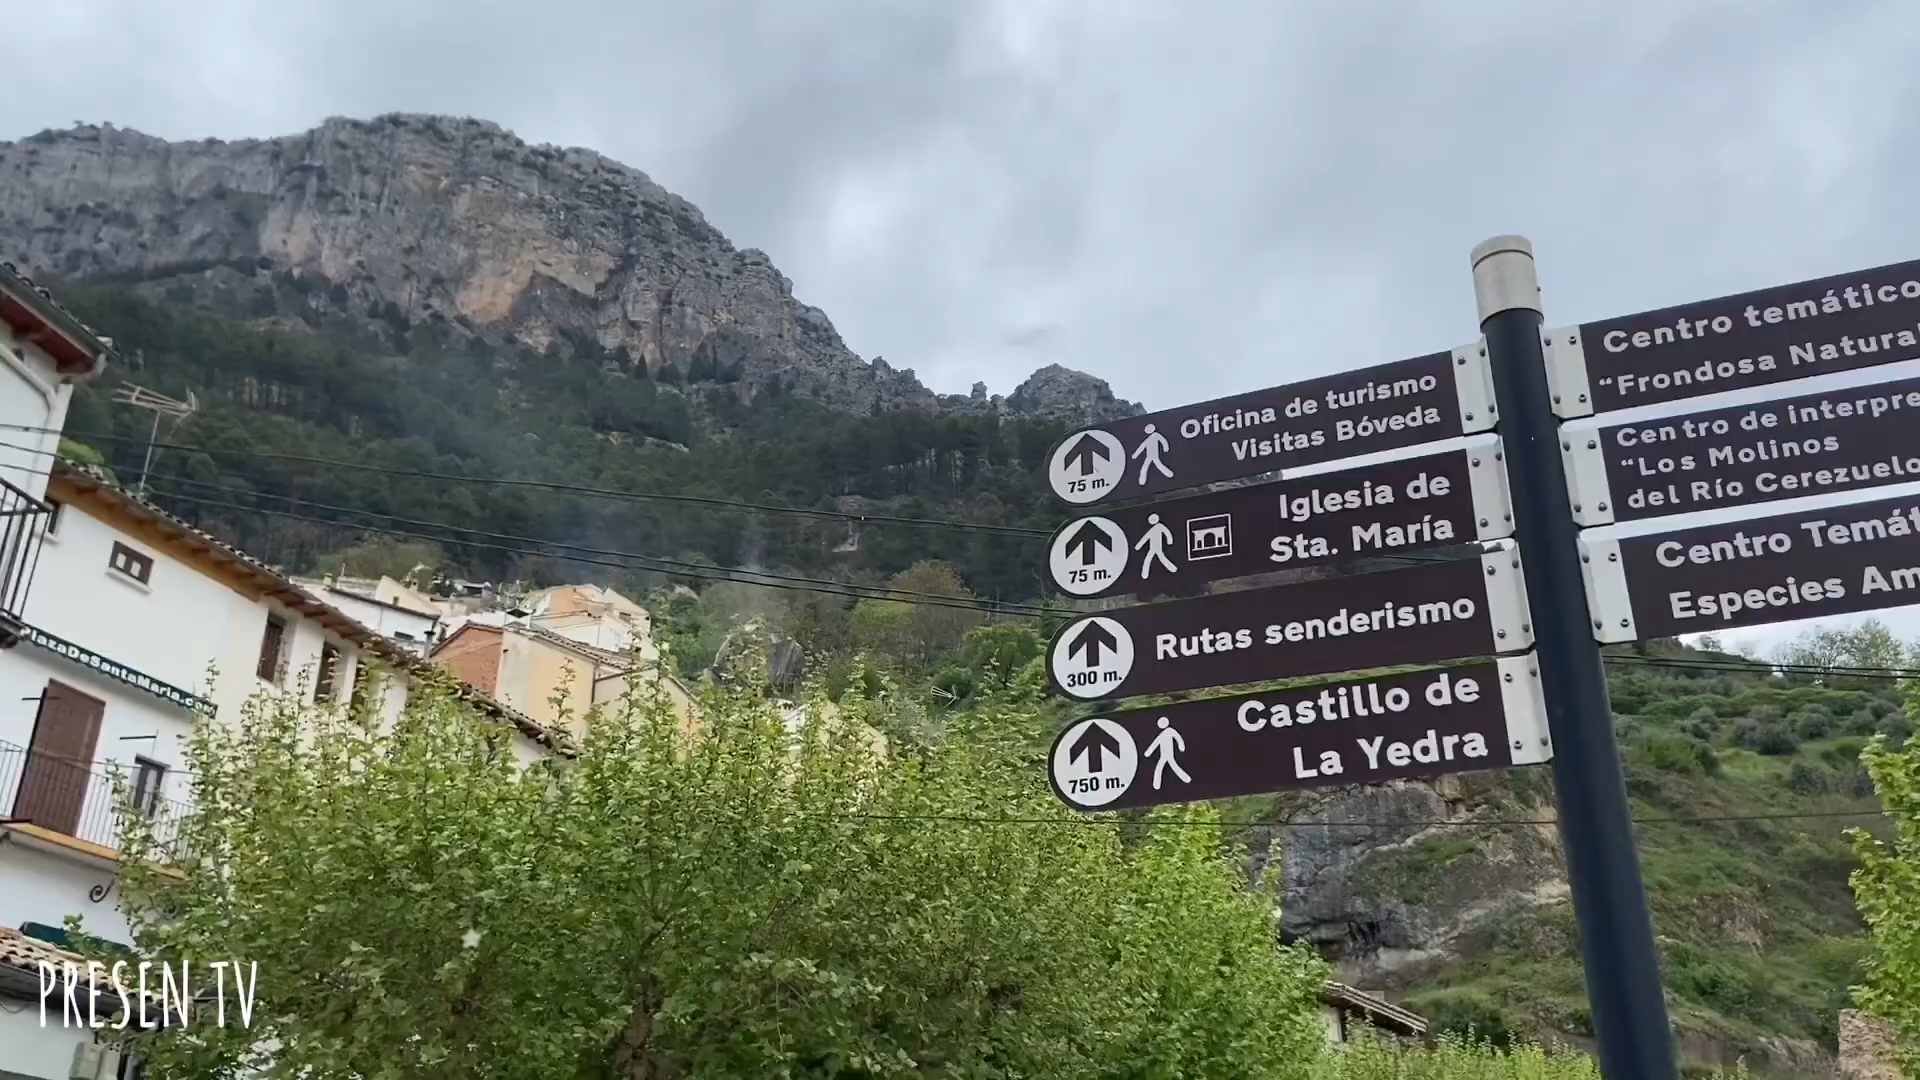 Oficina de turismo
Visitas Bóveda
75 m.
Iglesia de
Sta. María
75 m.
Rutas senderismo
300 m.
Castillo de
La Yedra
750 m.
Centro temático
"Frondosa Natura
Centro de interpre
"Los Molinos
del Río Cerezuelo
Centro Temát
Especies Am
PlazaDeSantaMaria.com
PRESEN TV